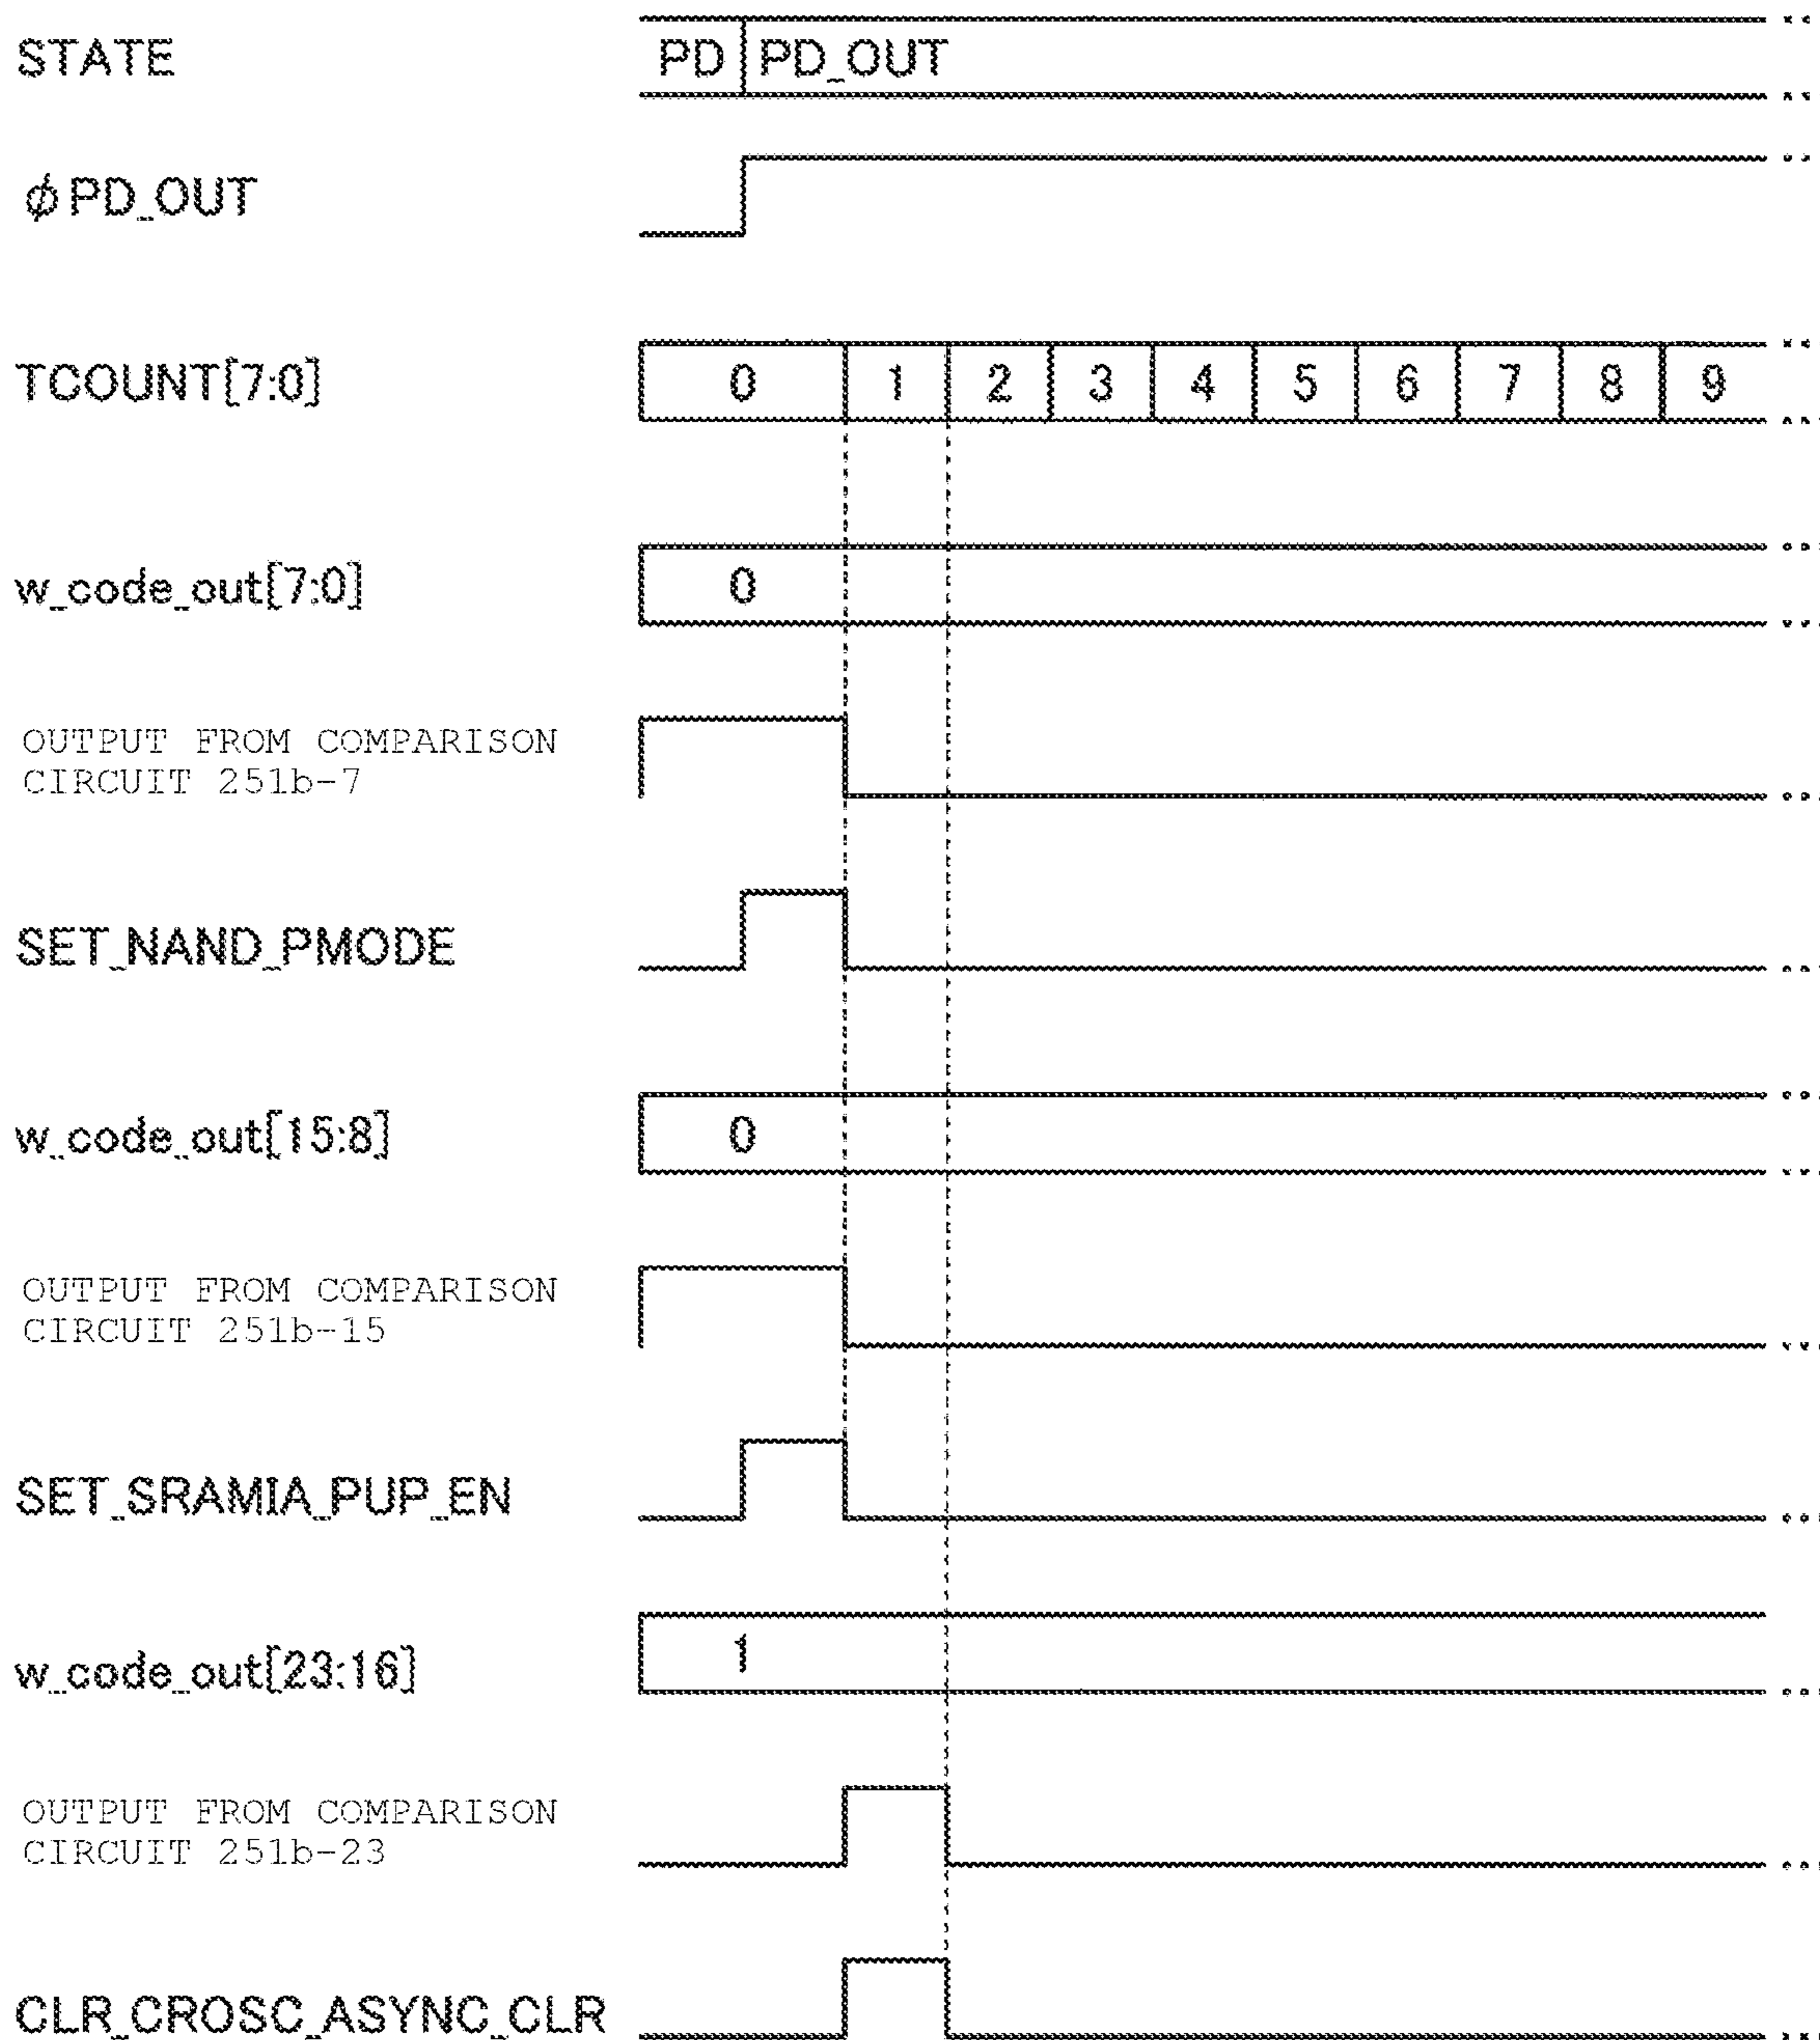 STATE PD PD_OUT
φPD_OUT
TCOUNT[7:0] 0 1 2 3 4 5 6 7 8 9
w_code_out[7:0] 0
OUTPUT FROM COMPARISON
CIRCUIT 251b-7
SET_NAND_PMODE
w_code_out[15:8] 0
OUTPUT FROM COMPARISON
CIRCUIT 251b-15
SET_SRAMIA_PUP_EN
w_code_out[23:16] 1
OUTPUT FROM COMPARISON
CIRCUIT 251b-23
CLR_CROSC_ASYNC_CLR